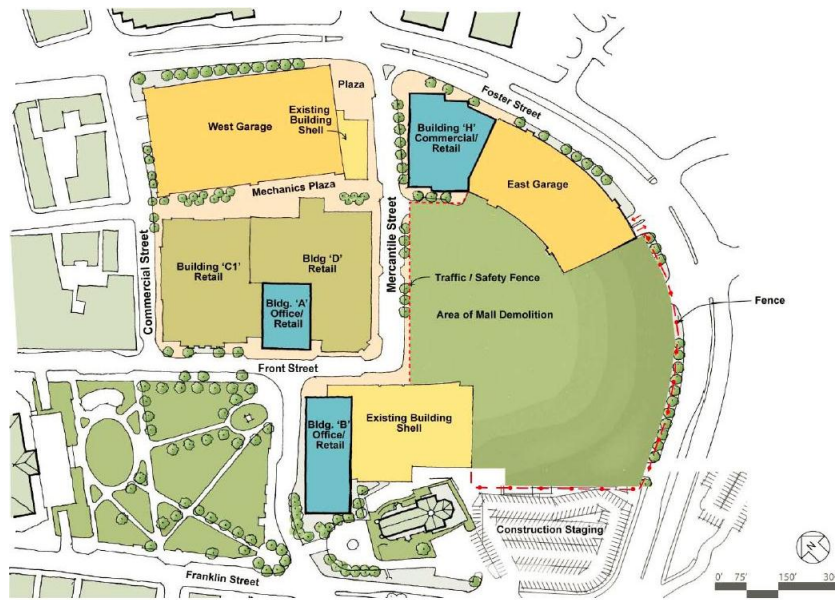 Plaza
Foster Street
Existing
Building
Shell
West Garage
Building 'H'
Commercial/
Retail
East Garage
Mechanics Plaza
Mercantile Street
Commercial Street
Building 'C1'
Retail
Bldg 'D'
Retail
Traffic / Safety Fence
Bldg. 'A'
Office/
Retail
Area of Mall Demolition
Fence
Front Street
Bldg. 'B'
Office/
Retail
Existing Building
Shell
Construction Staging
Franklin Street
N
0' 75' 150' 300